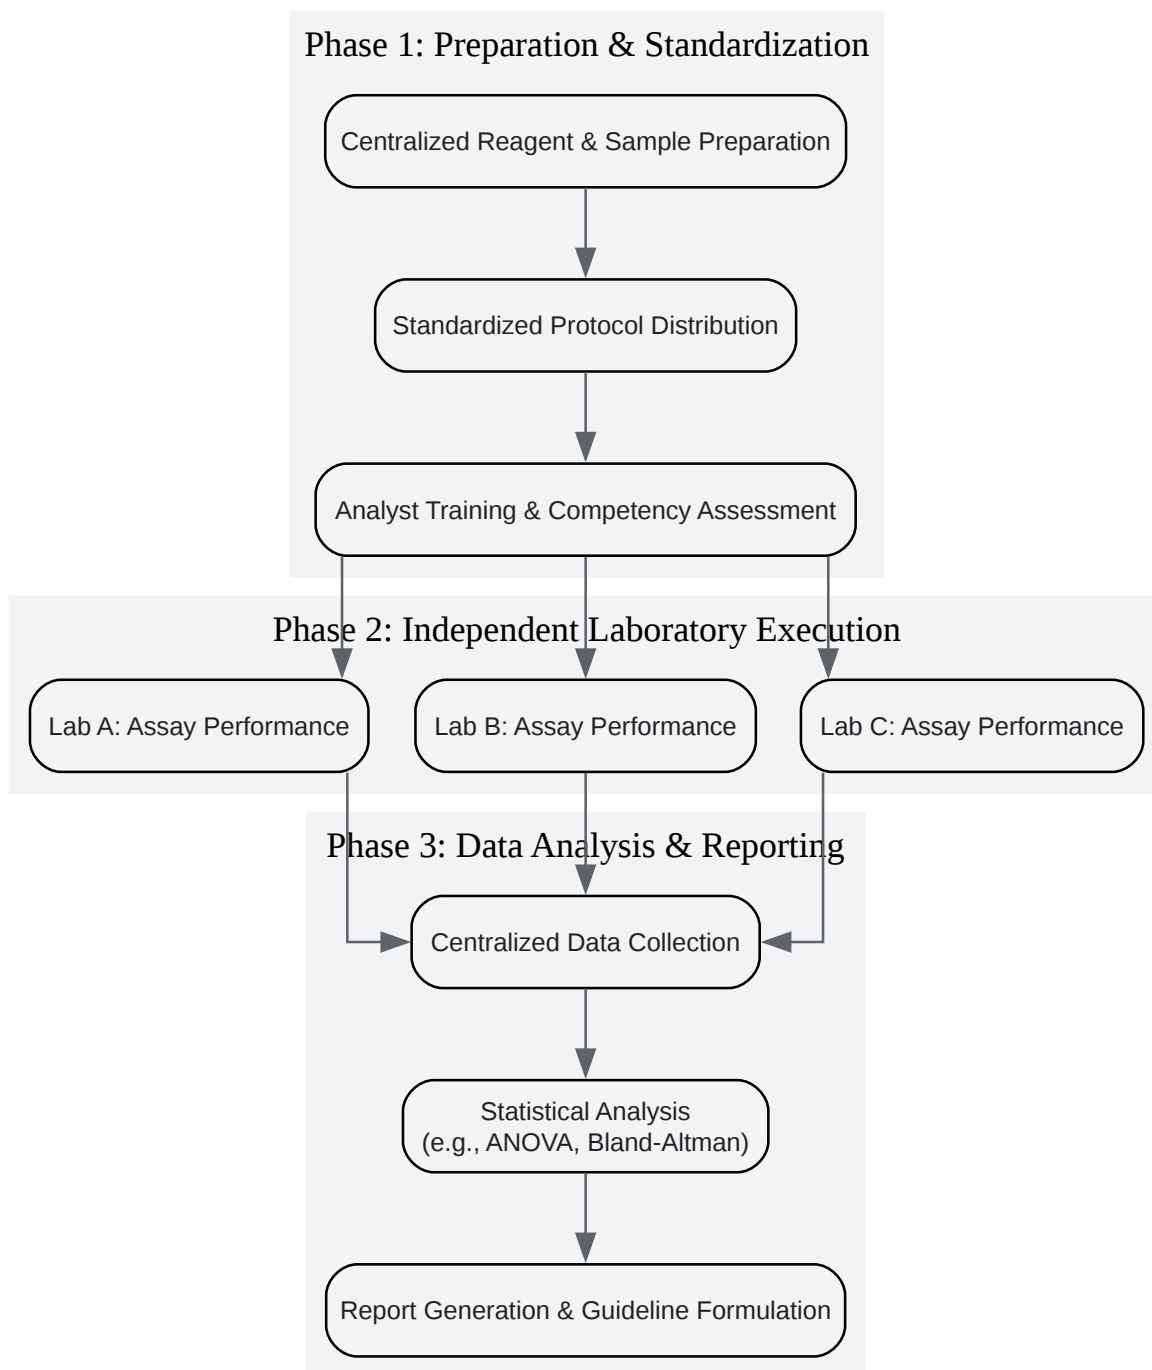 Phase 1: Preparation & Standardization
Centralized Reagent & Sample Preparation
Standardized Protocol Distribution
Analyst Training & Competency Assessment
Phase 2: Independent Laboratory Execution
Lab A: Assay Performance
Lab B: Assay Performance
Lab C: Assay Performance
Phase 3: Data Analysis & Reporting
Centralized Data Collection
Statistical Analysis
(e.g., ANOVA, Bland-Altman)
Report Generation & Guideline Formulation